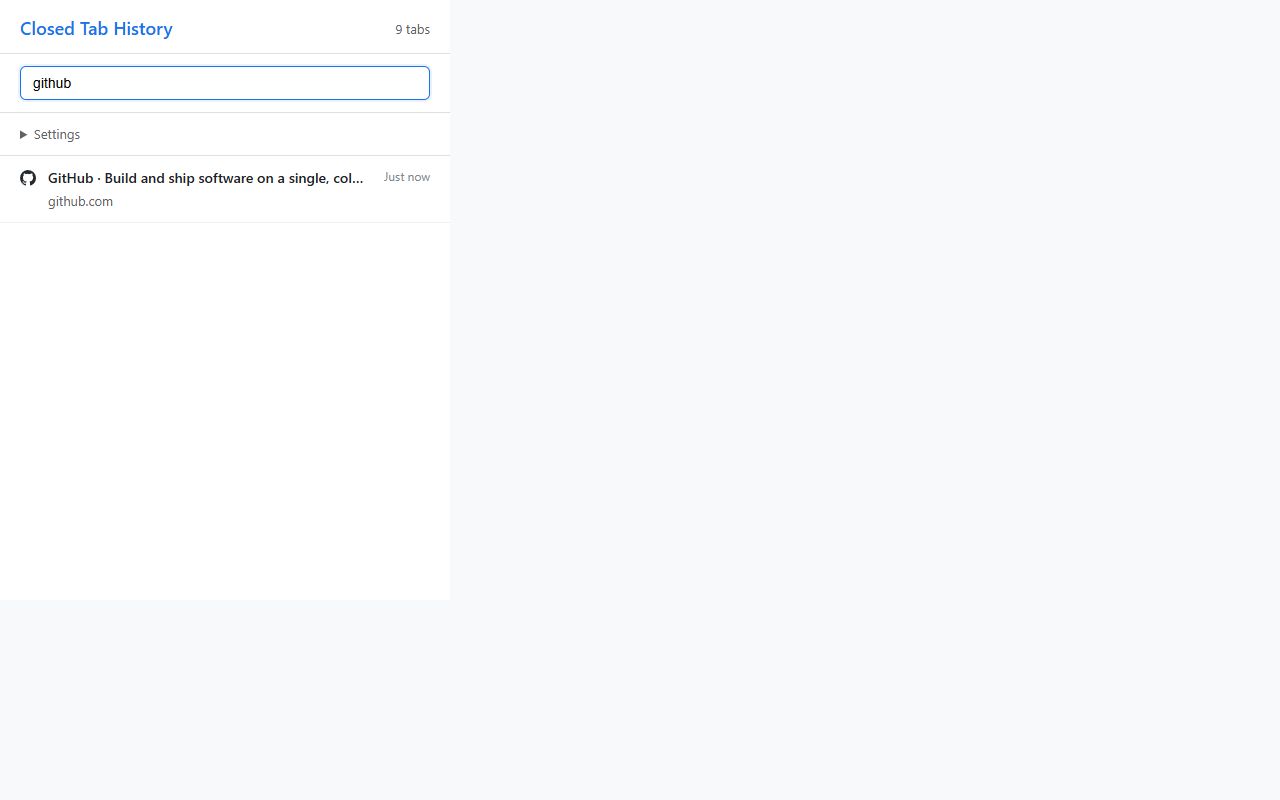 Closed Tab History
9 tabs
github
Settings
GitHub · Build and ship software on a single, col...
Just now
github.com